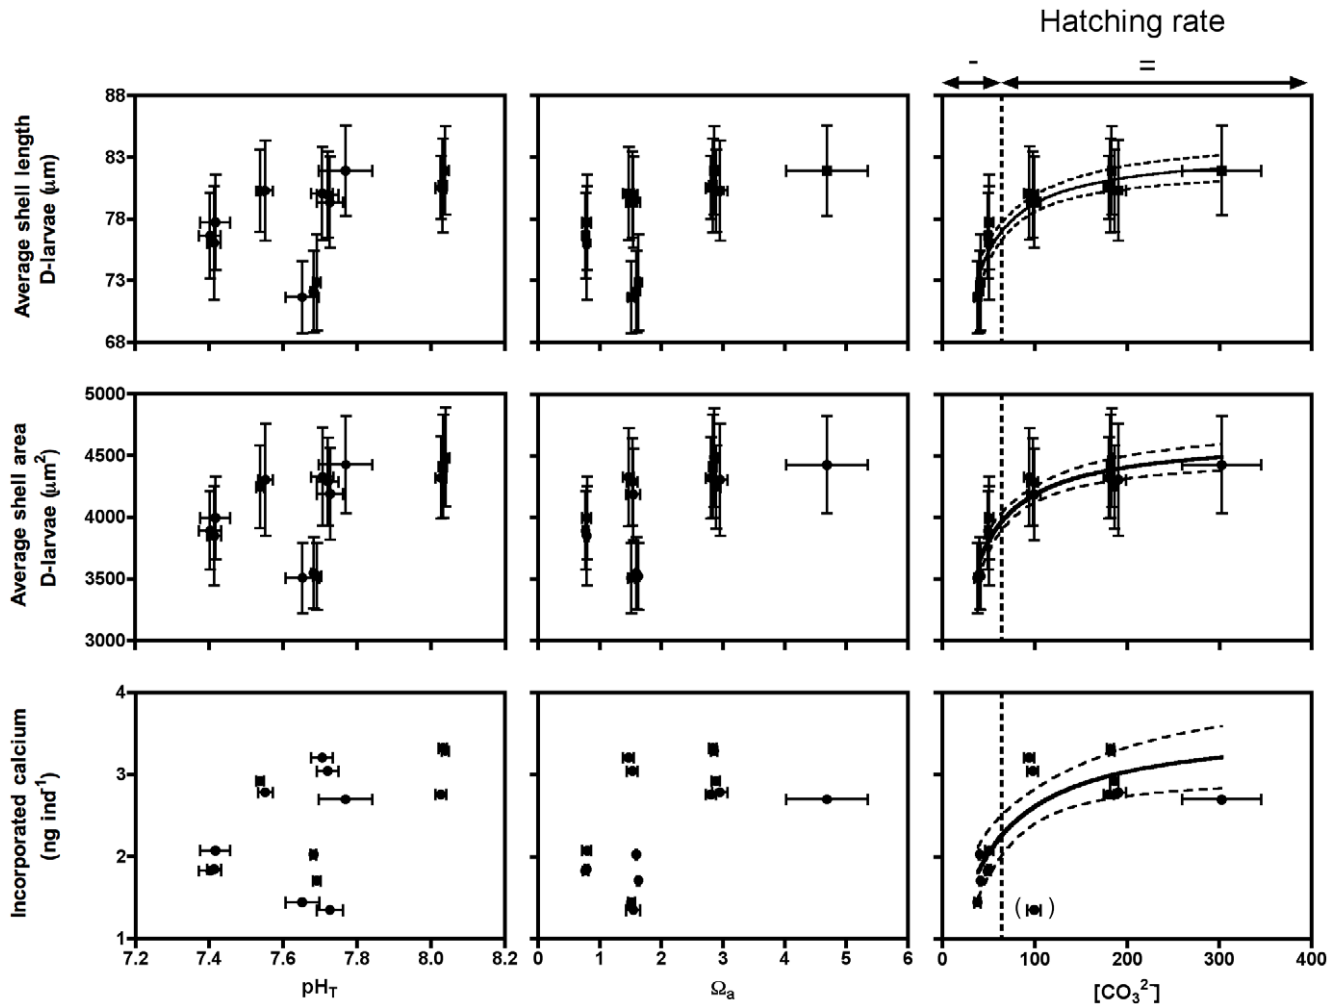 Hatching rate
- =
88
83
78
73
68
Average shell length
D-larvae (μm)
5000
4500
4000
3500
3000
Average shell area
D-larvae (μm²)
4
3
2
1
Incorporated calcium
(ng ind⁻¹)
( )
7.2 7.4 7.6 7.8 8.0 8.2
0 1 2 3 4 5 6
0 100 200 300 400
pH_T
Ω_a
[CO₃²⁻]